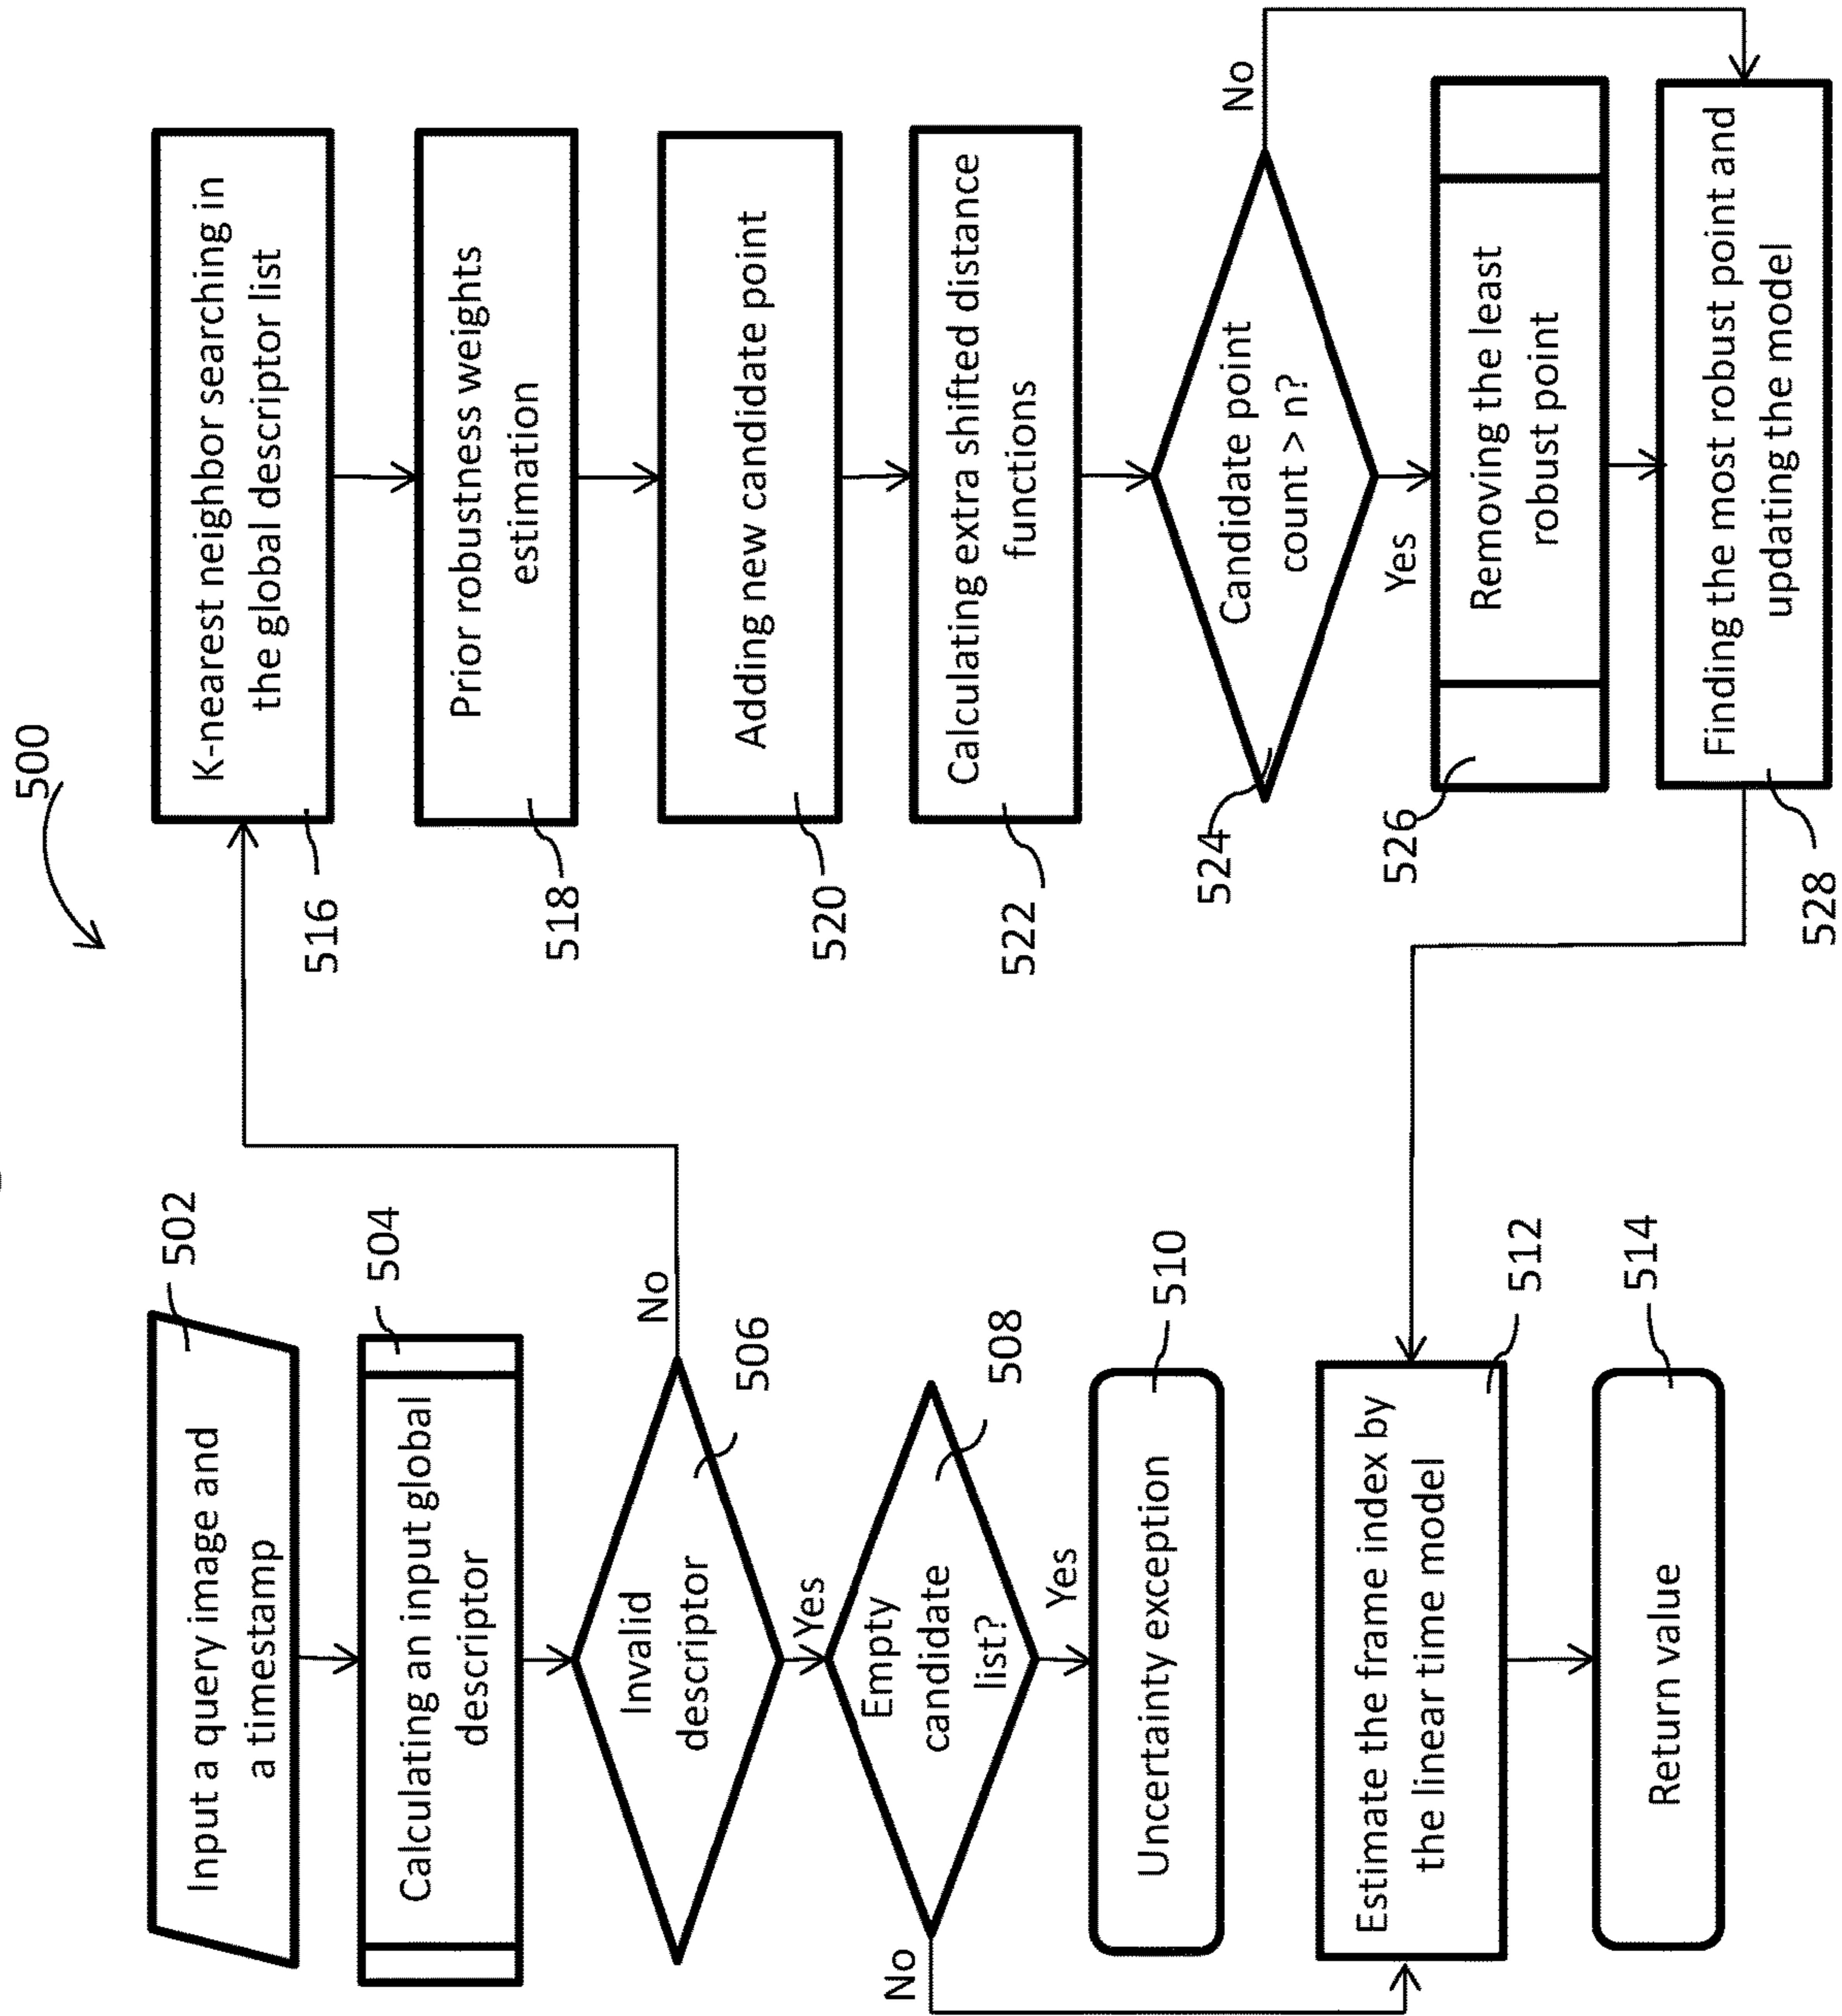 500
Input a query image and
a timestamp
502
Calculating an input global
descriptor
504
Invalid
descriptor
506
No
Yes
Empty
candidate
list?
508
No
Yes
Uncertainty exception
510
Estimate the frame index by
the linear time model
512
Return value
514
K-nearest neighbor searching in
the global descriptor list
516
Prior robustness weights
estimation
518
Adding new candidate point
520
Calculating extra shifted distance
functions
522
Candidate point
count > n?
524
No
Yes
Removing the least
robust point
526
Finding the most robust point and
updating the model
528